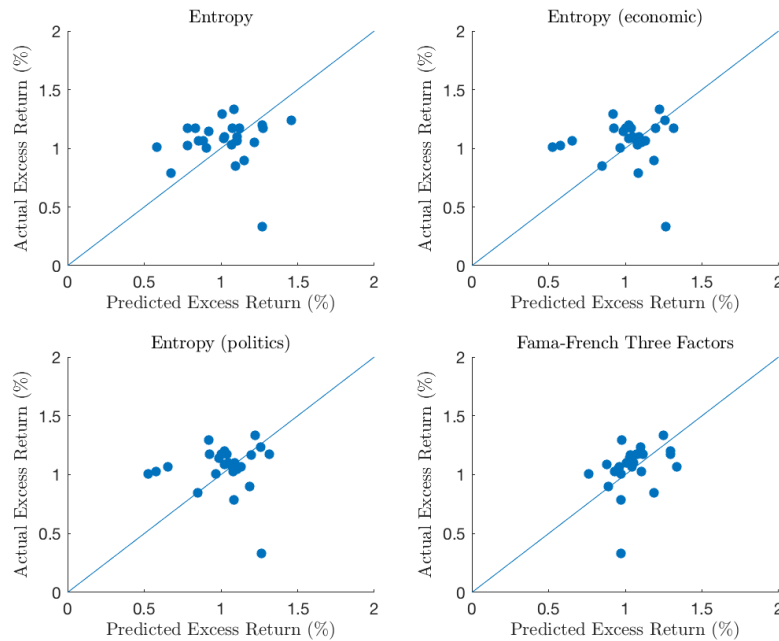 Entropy
2
1.5
1
0.5
0
Actual Excess Return (%)
0 0.5 1 1.5 2
Predicted Excess Return (%)
Entropy (economic)
2
1.5
1
0.5
0
Actual Excess Return (%)
0 0.5 1 1.5 2
Predicted Excess Return (%)
Entropy (politics)
2
1.5
1
0.5
0
Actual Excess Return (%)
0 0.5 1 1.5 2
Predicted Excess Return (%)
Fama-French Three Factors
2
1.5
1
0.5
0
Actual Excess Return (%)
0 0.5 1 1.5 2
Predicted Excess Return (%)